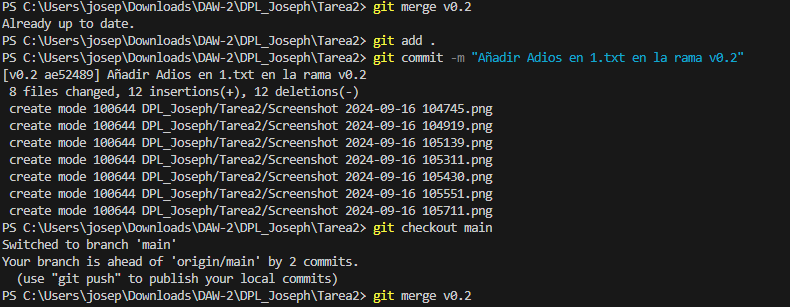 PS C:\Users\josep\Downloads\DAW-2\DPL_Joseph\Tarea2> git merge v0.2
Already up to date.
PS C:\Users\josep\Downloads\DAW-2\DPL_Joseph\Tarea2> git add .
PS C:\Users\josep\Downloads\DAW-2\DPL_Joseph\Tarea2> git commit -m "Añadir Adios en 1.txt en la rama v0.2"
[v0.2 ae52489] Añadir Adios en 1.txt en la rama v0.2
 8 files changed, 12 insertions(+), 12 deletions(-)
 create mode 100644 DPL_Joseph/Tarea2/Screenshot 2024-09-16 104745.png
 create mode 100644 DPL_Joseph/Tarea2/Screenshot 2024-09-16 104919.png
 create mode 100644 DPL_Joseph/Tarea2/Screenshot 2024-09-16 105139.png
 create mode 100644 DPL_Joseph/Tarea2/Screenshot 2024-09-16 105311.png
 create mode 100644 DPL_Joseph/Tarea2/Screenshot 2024-09-16 105430.png
 create mode 100644 DPL_Joseph/Tarea2/Screenshot 2024-09-16 105551.png
 create mode 100644 DPL_Joseph/Tarea2/Screenshot 2024-09-16 105711.png
PS C:\Users\josep\Downloads\DAW-2\DPL_Joseph\Tarea2> git checkout main
Switched to branch 'main'
Your branch is ahead of 'origin/main' by 2 commits.
  (use "git push" to publish your local commits)
PS C:\Users\josep\Downloads\DAW-2\DPL_Joseph\Tarea2> git merge v0.2